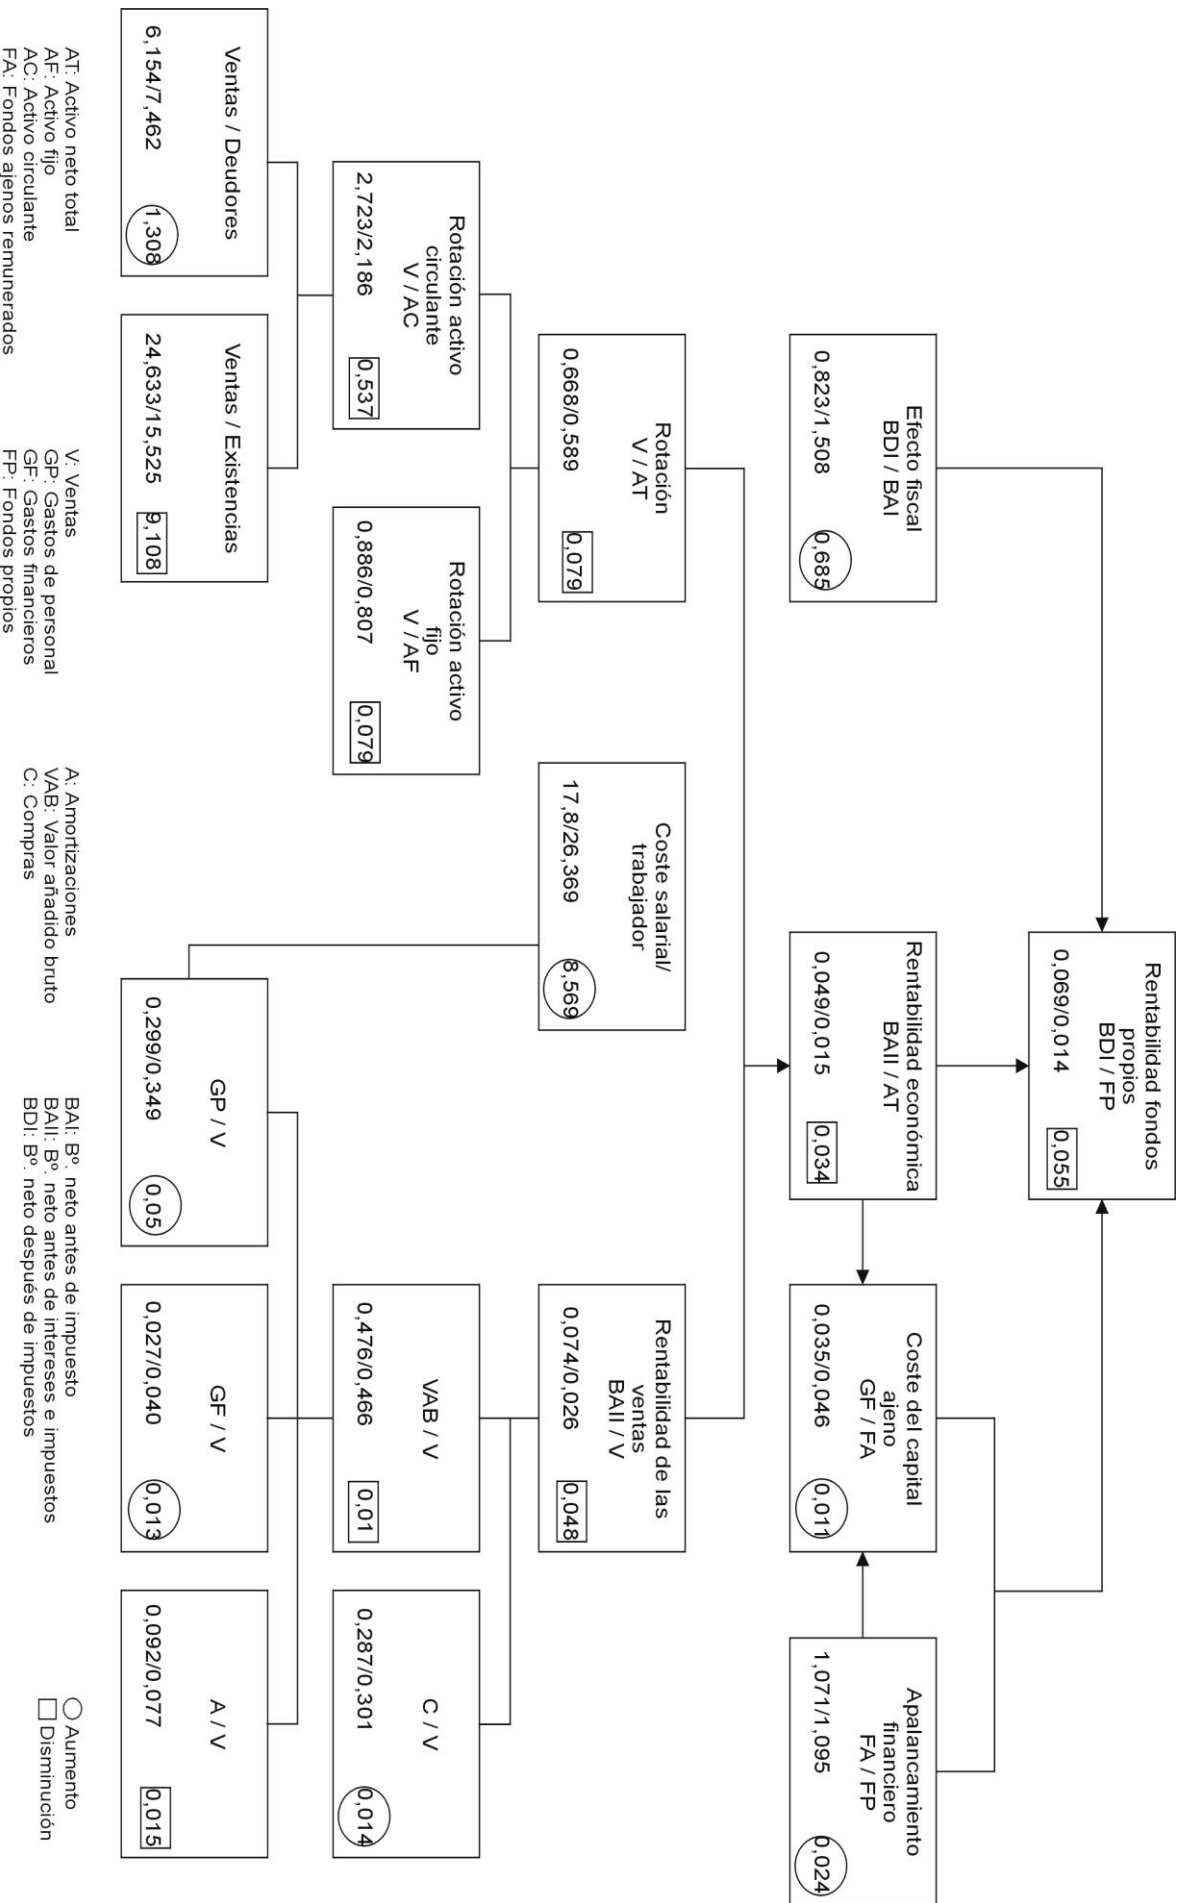 Rentabilidad fondos
propios
BDI / FP
0,069/0,014 0,055
Efecto fiscal
BDI / BAI
0,823/1,508 0,685
Rentabilidad económica
BAII / AT
0,049/0,015 0,034
Coste del capital
ajeno
GF / FA
0,035/0,046 0,011
Apalancamiento
financiero
FA / FP
1,071/1,095 0,024
Rotación
V / AT
0,668/0,589 0,079
Coste salarial/
trabajador
17,8/26,369 8,569
Rentabilidad de las
ventas
BAII / V
0,074/0,026 0,048
Rotación activo
circulante
V / AC
2,723/2,186 0,537
Rotación activo
fijo
V / AF
0,886/0,807 0,079
VAB / V
0,476/0,466 0,01
C / V
0,287/0,301 0,014
Ventas / Deudores
6,154/7,462 1,308
Ventas / Existencias
24,633/15,525 9,108
GP / V
0,299/0,349 0,05
GF / V
0,027/0,040 0,013
A / V
0,092/0,077 0,015
AT: Activo neto total
AF: Activo fijo
AC: Activo circulante
FA: Fondos ajenos remunerados
V: Ventas
GP: Gastos de personal
GF: Gastos financieros
FP: Fondos propios
A: Amortizaciones
VAB: Valor añadido bruto
C: Compras
BAI: Bº. neto antes de impuesto
BAII: Bº. neto antes de intereses e impuestos
BDI: Bº. neto después de impuestos
Aumento
Disminución